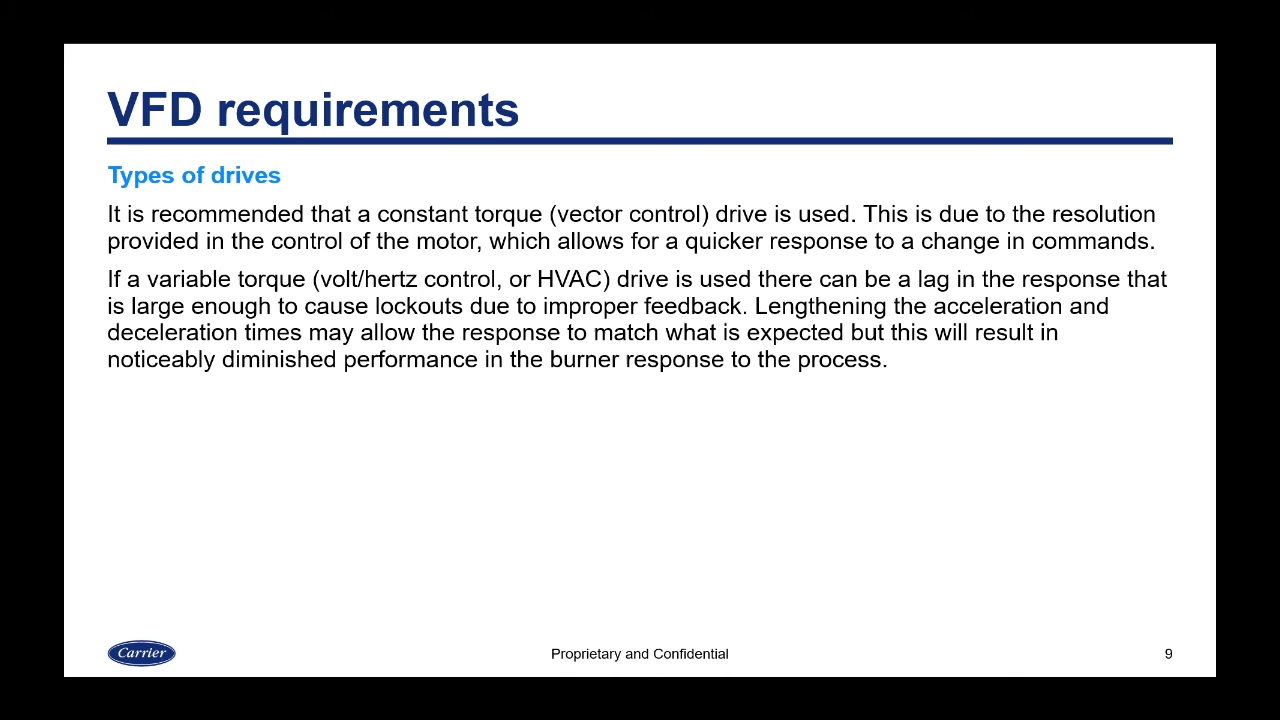 VFD requirements
Types of drives
It is recommended that a constant torque (vector control) drive is used. This is due to the resolution
provided in the control of the motor, which allows for a quicker response to a change in commands.
If a variable torque (volt/hertz control, or HVAC) drive is used there can be a lag in the response that
is large enough to cause lockouts due to improper feedback. Lengthening the acceleration and
deceleration times may allow the response to match what is expected but this will result in
noticeably diminished performance in the burner response to the process.
Carrier
Proprietary and Confidential
9